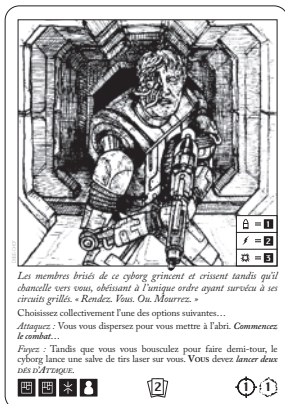 = 1
= 2
= 3
Les membres brisés de ce cyborg grincent et crissent tandis qu'il
chancelle vers vous, obéissant à l'unique ordre ayant survécu à ses
circuits grillés. « Rendez. Vous. Ou. Mourrez. »
Choisissez collectivement l'une des options suivantes…
Attaquez : Vous vous dispersez pour vous mettre à l'abri. Commencez
le combat…
Fuyez : Tandis que vous vous bousculez pour faire demi-tour, le
cyborg lance une salve de tirs laser sur vous. Vous devez lancer deux
dés d'Attaque.
2
1
1